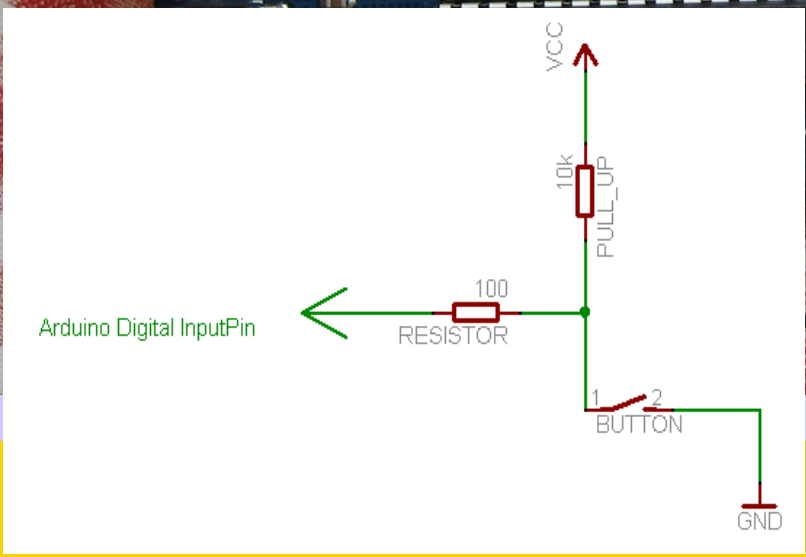 VCC
10k
PULL_UP
100
RESISTOR
Arduino Digital InputPin
1 2
BUTTON
GND